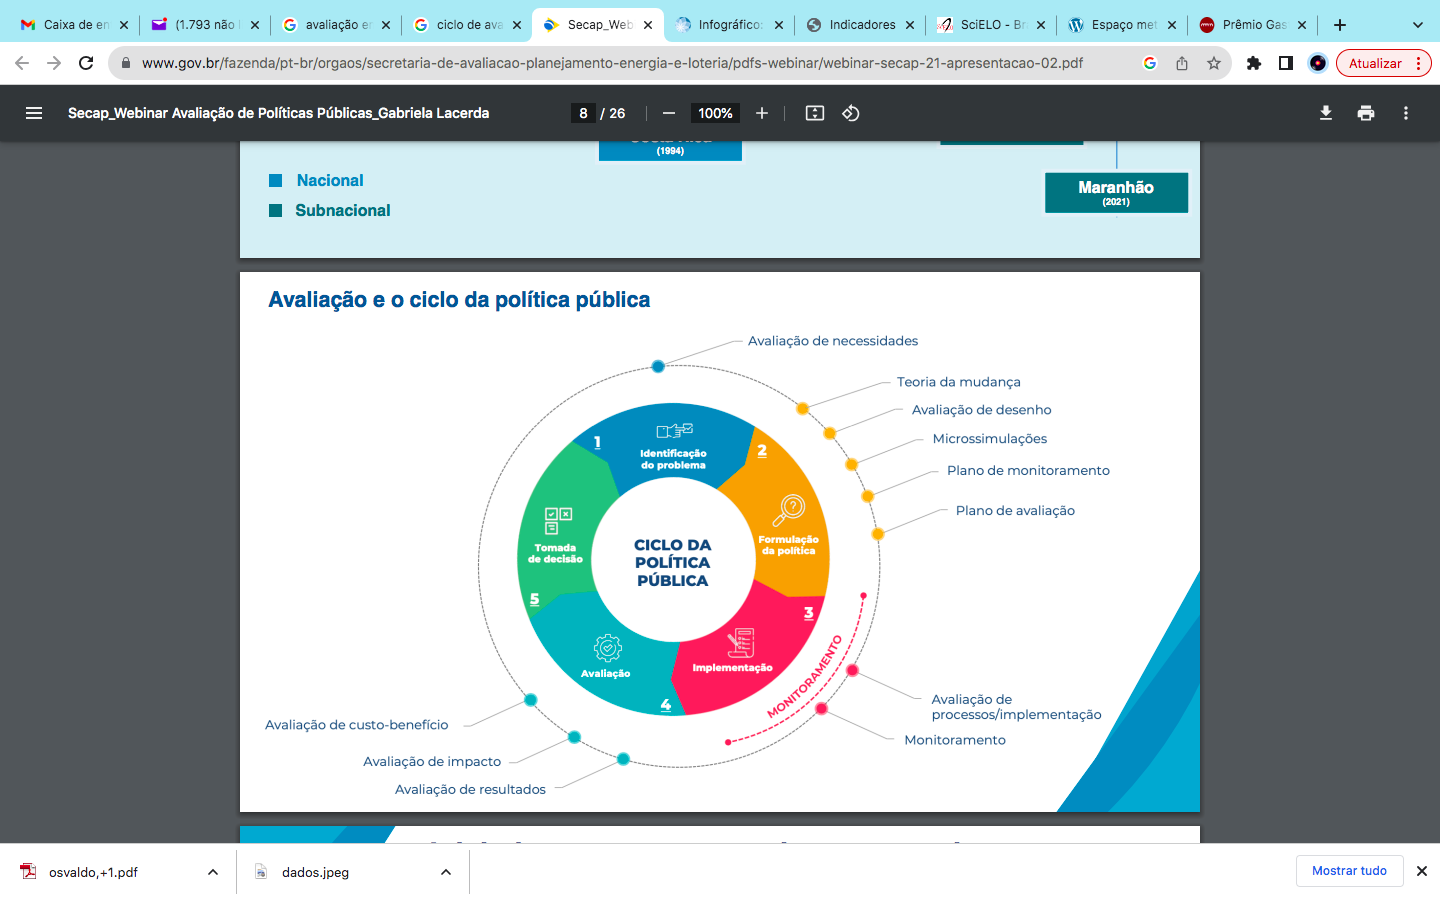 Caixa de en
(1.793 não l
avaliação en
ciclo de ava
Secap_Web
Infográfico:
Indicadores
SciELO - Br
Espaço met
Prêmio Gas
www.gov.br/fazenda/pt-br/orgaos/secretaria-de-avaliacao-planejamento-energia-e-loteria/pdfs-webinar/webinar-secap-21-apresentacao-02.pdf
Atualizar
Secap_Webinar Avaliação de Políticas Públicas_Gabriela Lacerda
8 / 26
100%
Costa Rica
(1994)
Nacional
Subnacional
Maranhão
(2021)
Avaliação e o ciclo da política pública
Avaliação de necessidades
Teoria da mudança
Avaliação de desenho
Microssimulações
Plano de monitoramento
Plano de avaliação
1
Identificação
do problema
2
Formulação
da política
3
Implementação
4
Avaliação
5
Tomada
de decisão
CICLO DA
POLÍTICA
PÚBLICA
MONITORAMENTO
Avaliação de
processos/implementação
Monitoramento
Avaliação de custo-benefício
Avaliação de impacto
Avaliação de resultados
osvaldo,+1.pdf
dados.jpeg
Mostrar tudo